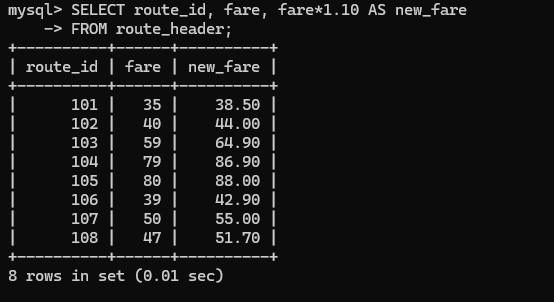 mysql> SELECT route_id, fare, fare*1.10 AS new_fare
    -> FROM route_header;
+----------+------+----------+
| route_id | fare | new_fare |
+----------+------+----------+
|      101 |   35 |    38.50 |
|      102 |   40 |    44.00 |
|      103 |   59 |    64.90 |
|      104 |   79 |    86.90 |
|      105 |   80 |    88.00 |
|      106 |   39 |    42.90 |
|      107 |   50 |    55.00 |
|      108 |   47 |    51.70 |
+----------+------+----------+
8 rows in set (0.01 sec)